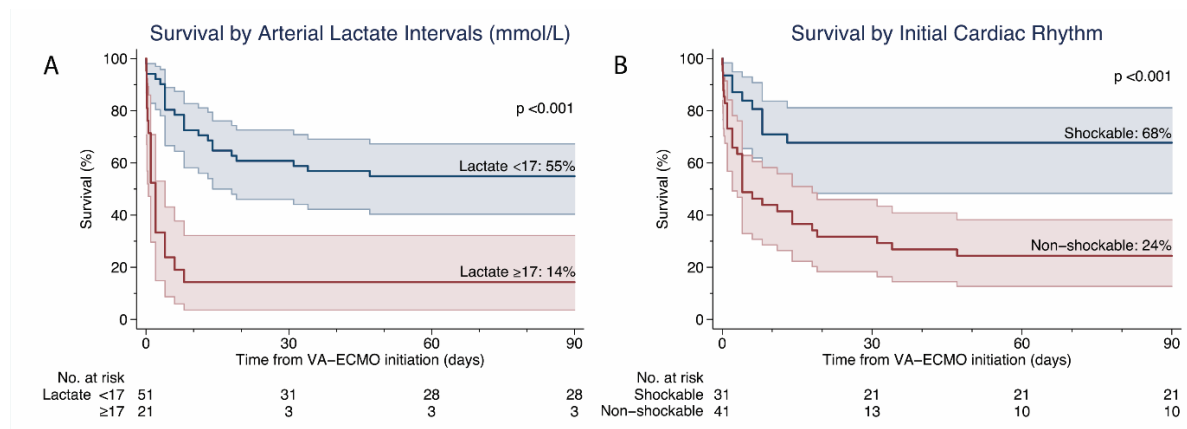 Survival by Arterial Lactate Intervals (mmol/L)
A
100
80
60
40
20
0
Survival (%)
p <0.001
Lactate <17: 55%
Lactate ≥17: 14%
0 30 60 90
Time from VA−ECMO initiation (days)
No. at risk
Lactate <17 51 31 28 28
≥17 21 3 3 3
Survival by Initial Cardiac Rhythm
B
100
80
60
40
20
0
Survival (%)
p <0.001
Shockable: 68%
Non−shockable: 24%
0 30 60 90
Time from VA−ECMO initiation (days)
No. at risk
Shockable 31 21 21 21
Non−shockable 41 13 10 10